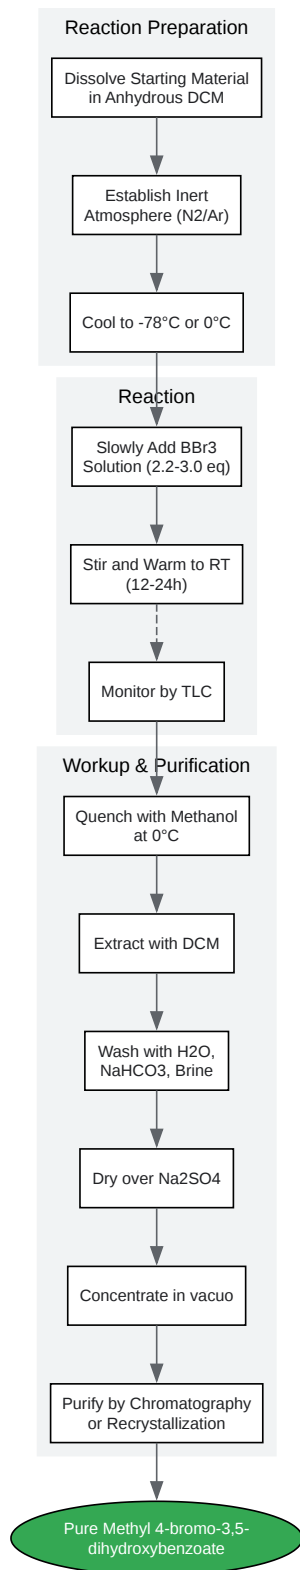 Reaction Preparation
Dissolve Starting Material
in Anhydrous DCM
Establish Inert
Atmosphere (N2/Ar)
Cool to -78°C or 0°C
Reaction
Slowly Add BBr3
Solution (2.2-3.0 eq)
Stir and Warm to RT
(12-24h)
Monitor by TLC
Workup & Purification
Quench with Methanol
at 0°C
Extract with DCM
Wash with H2O,
NaHCO3, Brine
Dry over Na2SO4
Concentrate in vacuo
Purify by Chromatography
or Recrystallization
Pure Methyl 4-bromo-3,5-
dihydroxybenzoate